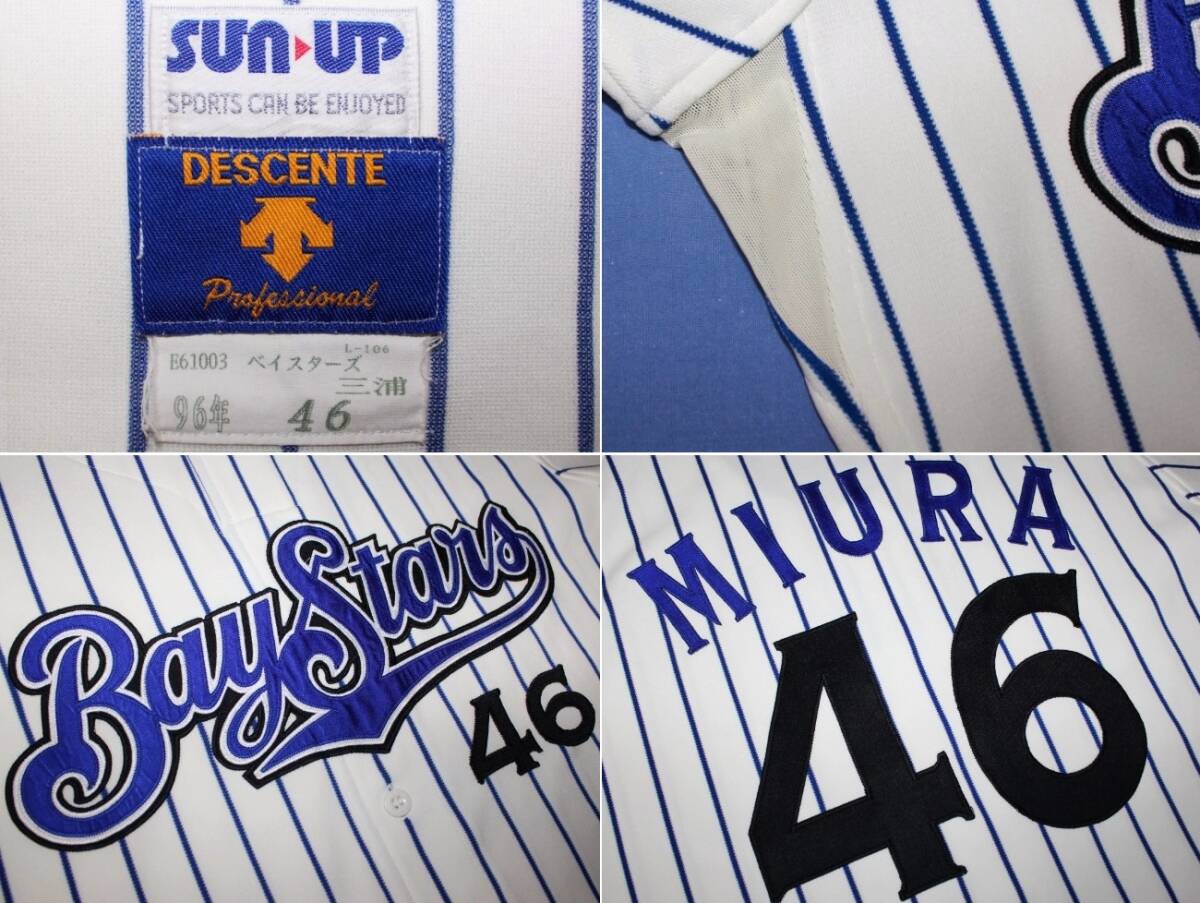 SUN▶UP
SPORTS CAN BE ENJOYED
DESCENTE
Professional
L-106
E61003 ベイスターズ
三浦
96年 46
BayStars
46
MIURA
46